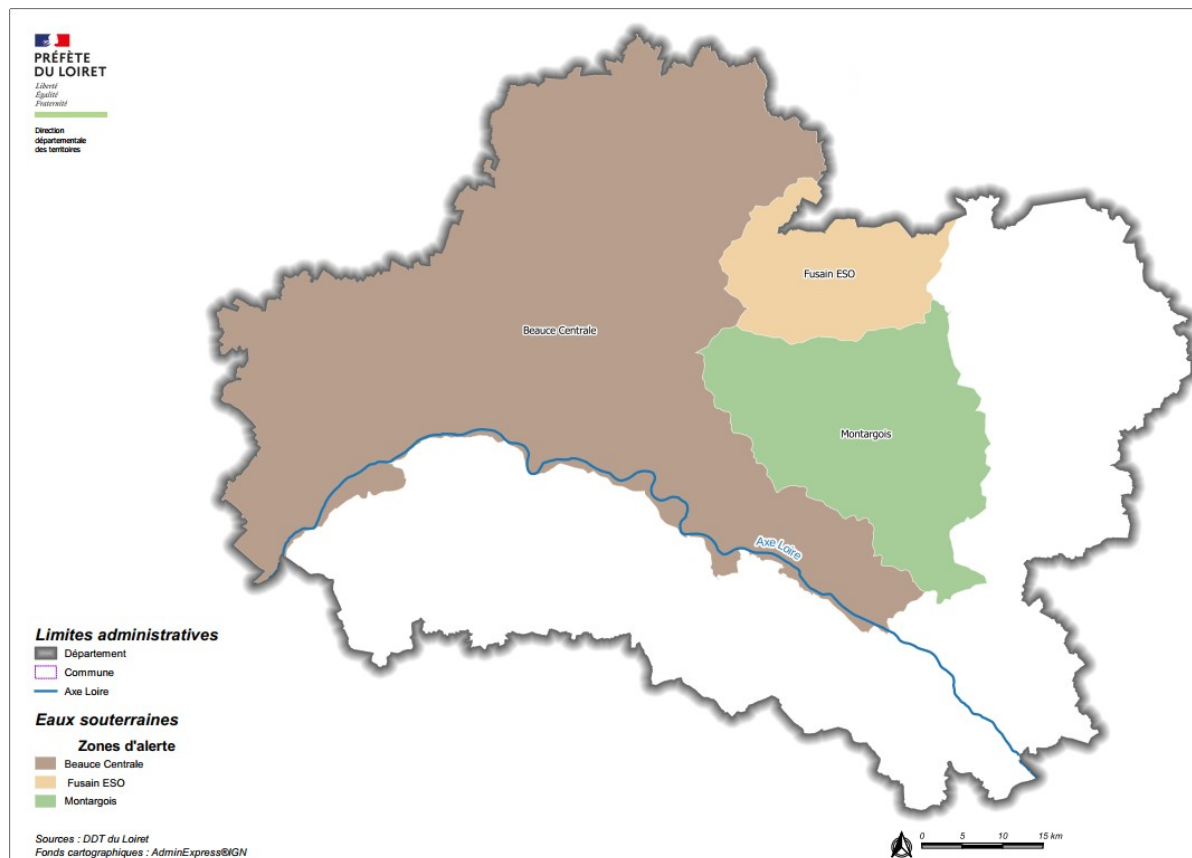 PRÉFÈTE
DU LOIRET
Liberté
Égalité
Fraternité
Direction
départementale
des territoires
Fusain ESO
Beauce Centrale
Montargois
Axe Loire
Limites administratives
Département
Commune
Axe Loire
Eaux souterraines
Zones d'alerte
Beauce Centrale
Fusain ESO
Montargois
Sources : DDT du Loiret
Fonds cartographiques : AdminExpress®IGN
0 5 10 15 km